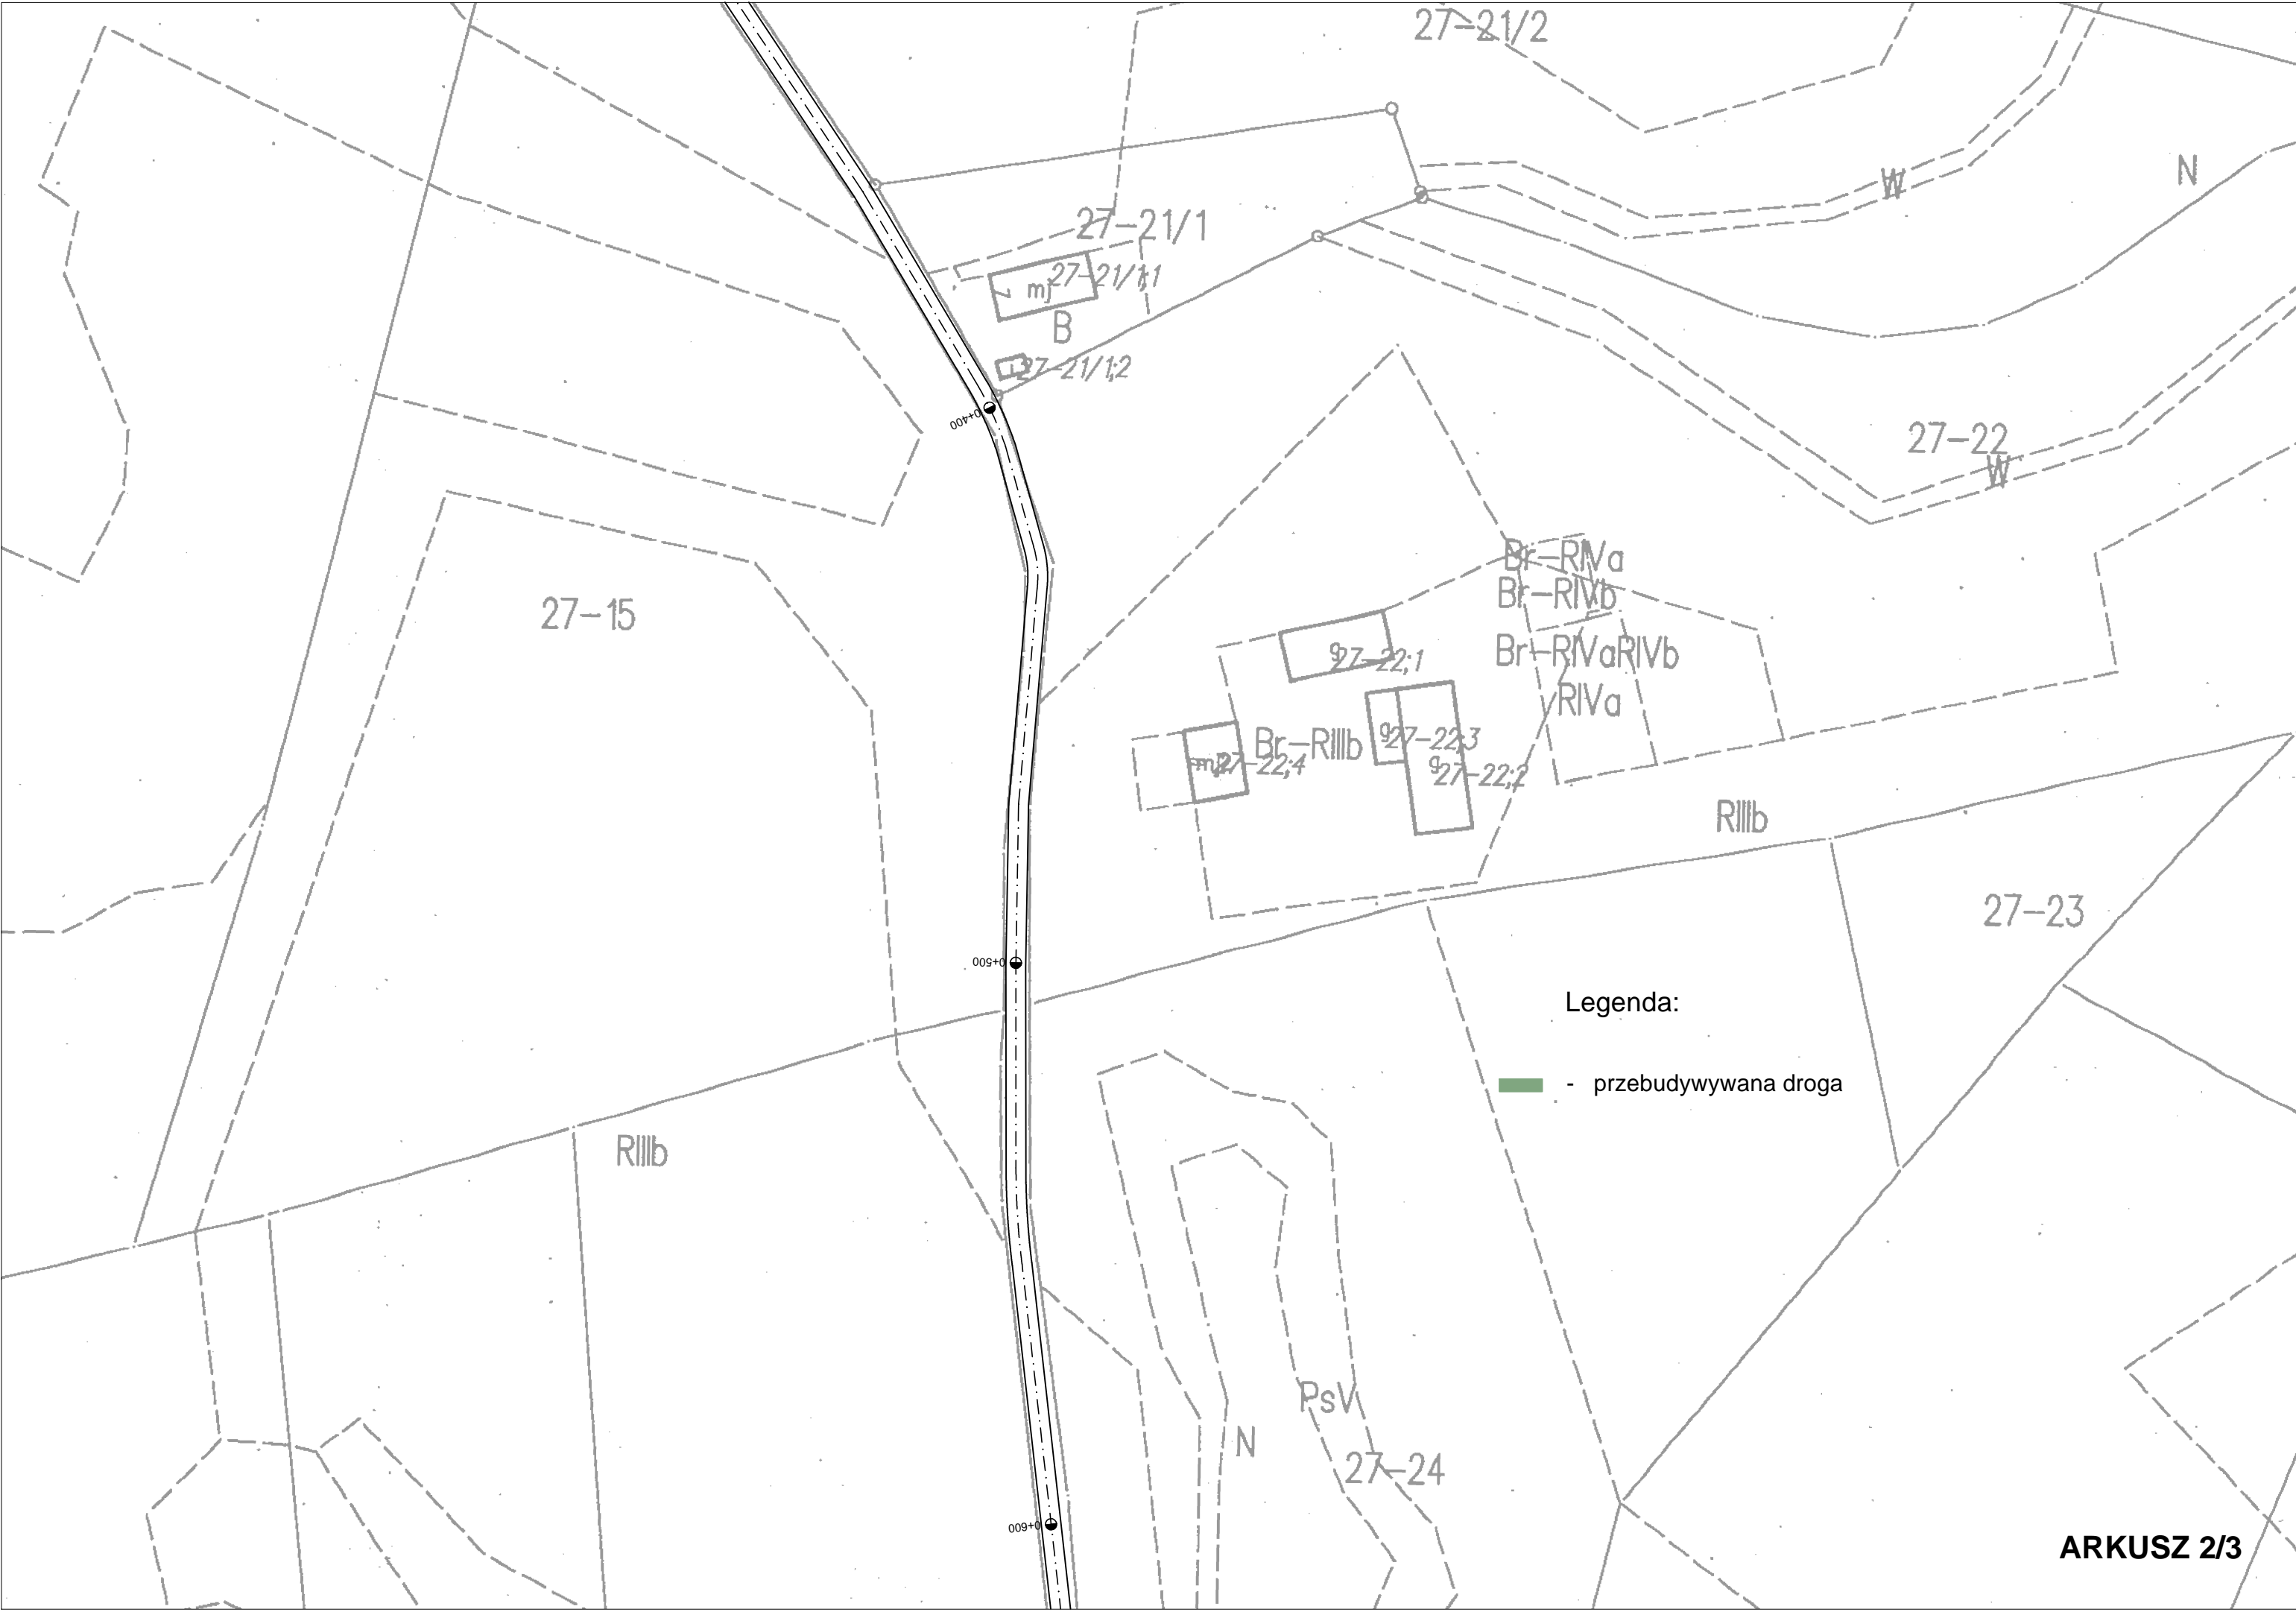 27-21/2
W
N
27-21/1
mj
27-21/1;1
B
27-21/1;2
0+400
27-22
W
Br-RIVa
Br-RIVb
27-15
Br-RIVaRIVb
g
27-22;1
RIVa
Br-RIIIb
g
27-22;3
mj
27-22;4
g
27-22;2
RIIIb
27-23
0+500
Legenda:
- przebudywywana droga
RIIIb
PsV
N
27-24
0+600
ARKUSZ 2/3